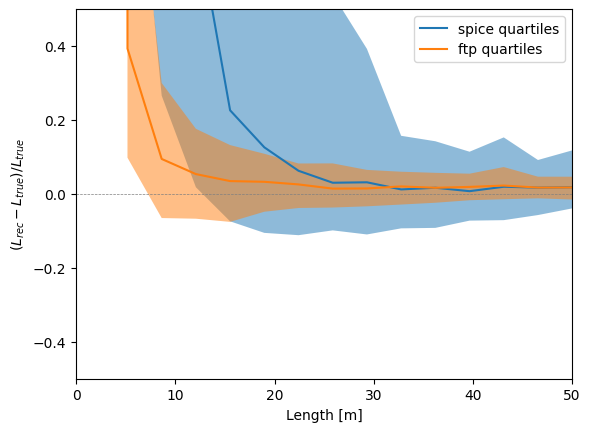 spice quartiles
ftp quartiles
(L_rec − L_true)/L_true
0.4
0.2
0.0
−0.2
−0.4
0 10 20 30 40 50
Length [m]